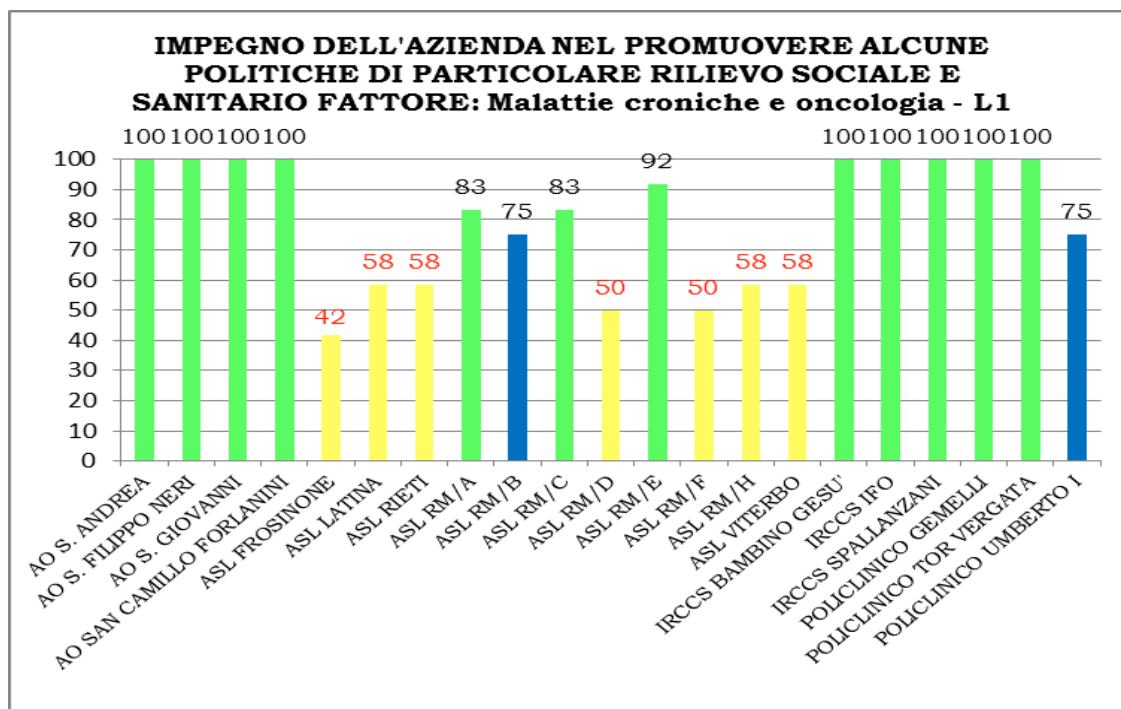 IMPEGNO DELL'AZIENDA NEL PROMUOVERE ALCUNE
POLITICHE DI PARTICOLARE RILIEVO SOCIALE E
SANITARIO FATTORE: Malattie croniche e oncologia - L1
100 100 100 100 100 100 100 100 100
100
90
80
70
60
50
40
30
20
10
0
42
58
58
83
75
83
50
92
50
58
58
75
AO S. ANDREA
AO S. FILIPPO NERI
AO S. GIOVANNI
AO SAN CAMILLO FORLANINI
ASL FROSINONE
ASL LATINA
ASL RIETI
ASL RM/A
ASL RM/B
ASL RM/C
ASL RM/D
ASL RM/E
ASL RM/F
ASL RM/H
ASL VITERBO
IRCCS BAMBINO GESU'
IRCCS IFO
IRCCS SPALLANZANI
POLICLINICO GEMELLI
POLICLINICO TOR VERGATA
POLICLINICO UMBERTO I